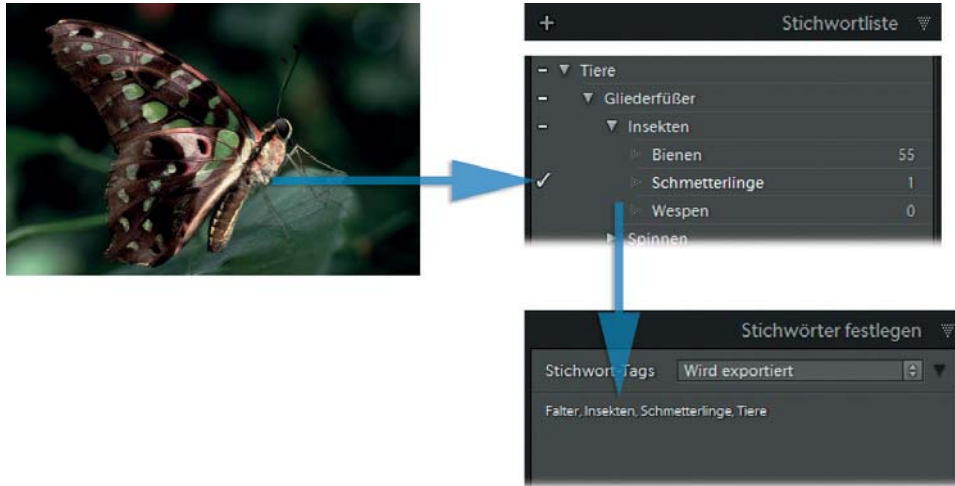 Stichwortliste
Tiere
Gliederfüßer
Insekten
Bienen 55
Schmetterlinge 1
Wespen 0
Spinnen
Stichwörter festlegen
Stichwort-Tags Wird exportiert
Falter, Insekten, Schmetterlinge, Tiere